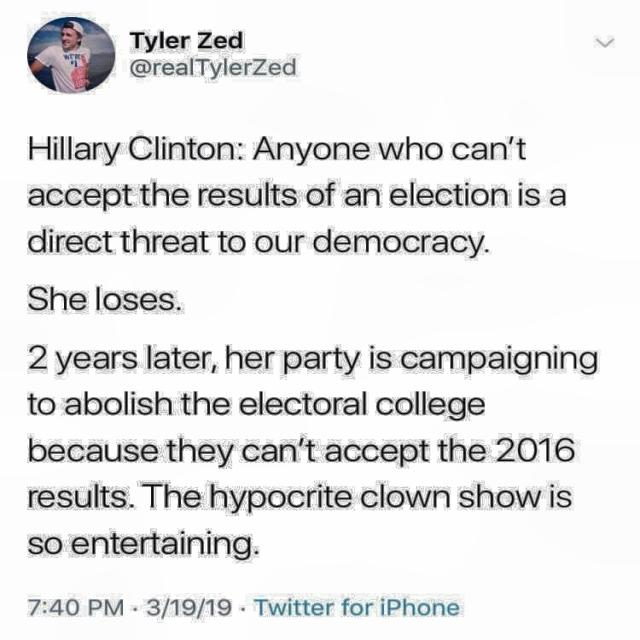 Tyler Zed
@realTylerZed
Hillary Clinton: Anyone who can't
accept the results of an election is a
direct threat to our democracy.
She loses.
2 years later, her party is campaigning
to abolish the electoral college
because they can't accept the 2016
results. The hypocrite clown show is
so entertaining.
7:40 PM · 3/19/19 · Twitter for iPhone